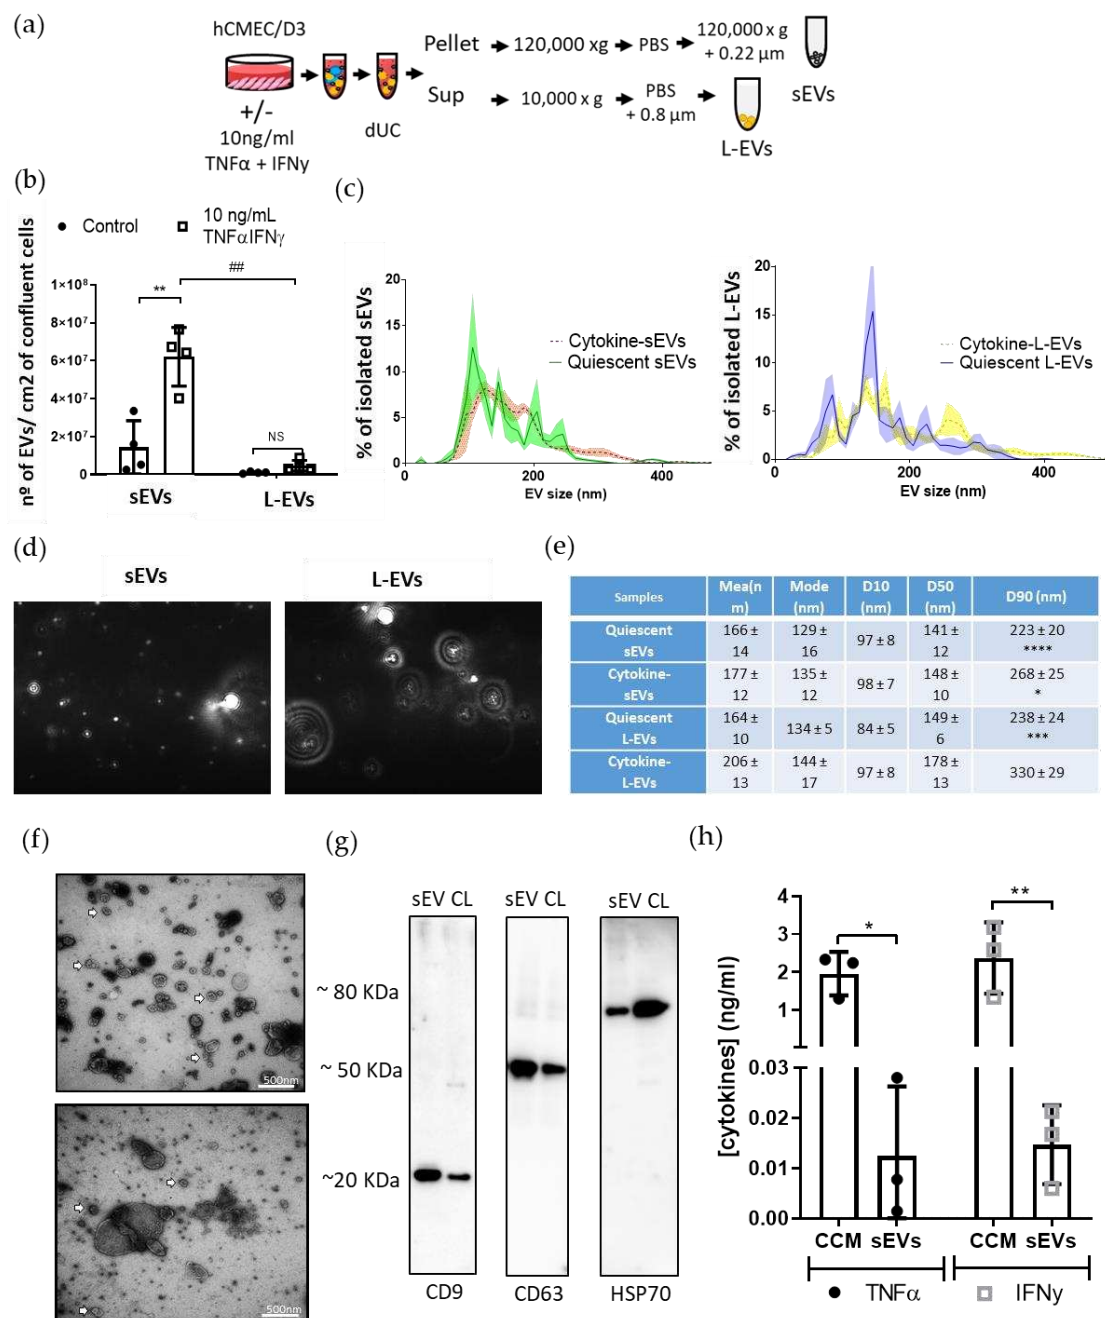 (a)
hCMEC/D3
+/-
10ng/ml
TNFα + IFNγ
dUC
Pellet
120,000 xg
PBS
120,000 x g
+ 0.22 µm
sEVs
Sup
10,000 x g
PBS
+ 0.8 µm
L-EVs
(b)
Control
10 ng/mL
TNFαIFNγ
nº of EVs/ cm2 of confluent cells
1×10⁸
8×10⁷
6×10⁷
4×10⁷
2×10⁷
0
**
##
NS
sEVs
L-EVs
(c)
% of isolated sEVs
20
15
10
5
0
Cytokine-sEVs
Quiescent sEVs
0 200 400
EV size (nm)
% of isolated L-EVs
20
15
10
5
0
Cytokine-L-EVs
Quiescent L-EVs
0 200 400
EV size (nm)
(d)
sEVs
L-EVs
(e)
Samples Mea(n m) Mode (nm) D10 (nm) D50 (nm) D90 (nm)
Quiescent sEVs 166 ± 14 129 ± 16 97 ± 8 141 ± 12 223 ± 20 ****
Cytokine- sEVs 177 ± 12 135 ± 12 98 ± 7 148 ± 10 268 ± 25 *
Quiescent L-EVs 164 ± 10 134 ± 5 84 ± 5 149 ± 6 238 ± 24 ***
Cytokine- L-EVs 206 ± 13 144 ± 17 97 ± 8 178 ± 13 330 ± 29
(f)
500nm
500nm
(g)
sEV CL
sEV CL
sEV CL
~ 80 KDa
~ 50 KDa
~20 KDa
CD9
CD63
HSP70
(h)
[cytokines] (ng/ml)
4
3
2
1
0.03
0.02
0.01
0.00
*
**
CCM sEVs
CCM sEVs
TNFα
IFNγ